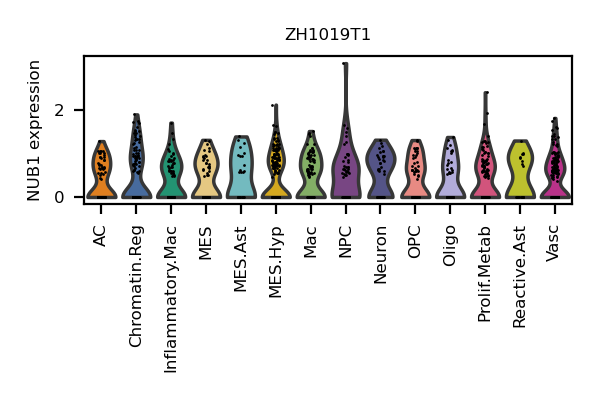 ZH1019T1
NUB1 expression
2
0
AC
Chromatin.Reg
Inflammatory.Mac
MES
MES.Ast
MES.Hyp
Mac
NPC
Neuron
OPC
Oligo
Prolif.Metab
Reactive.Ast
Vasc